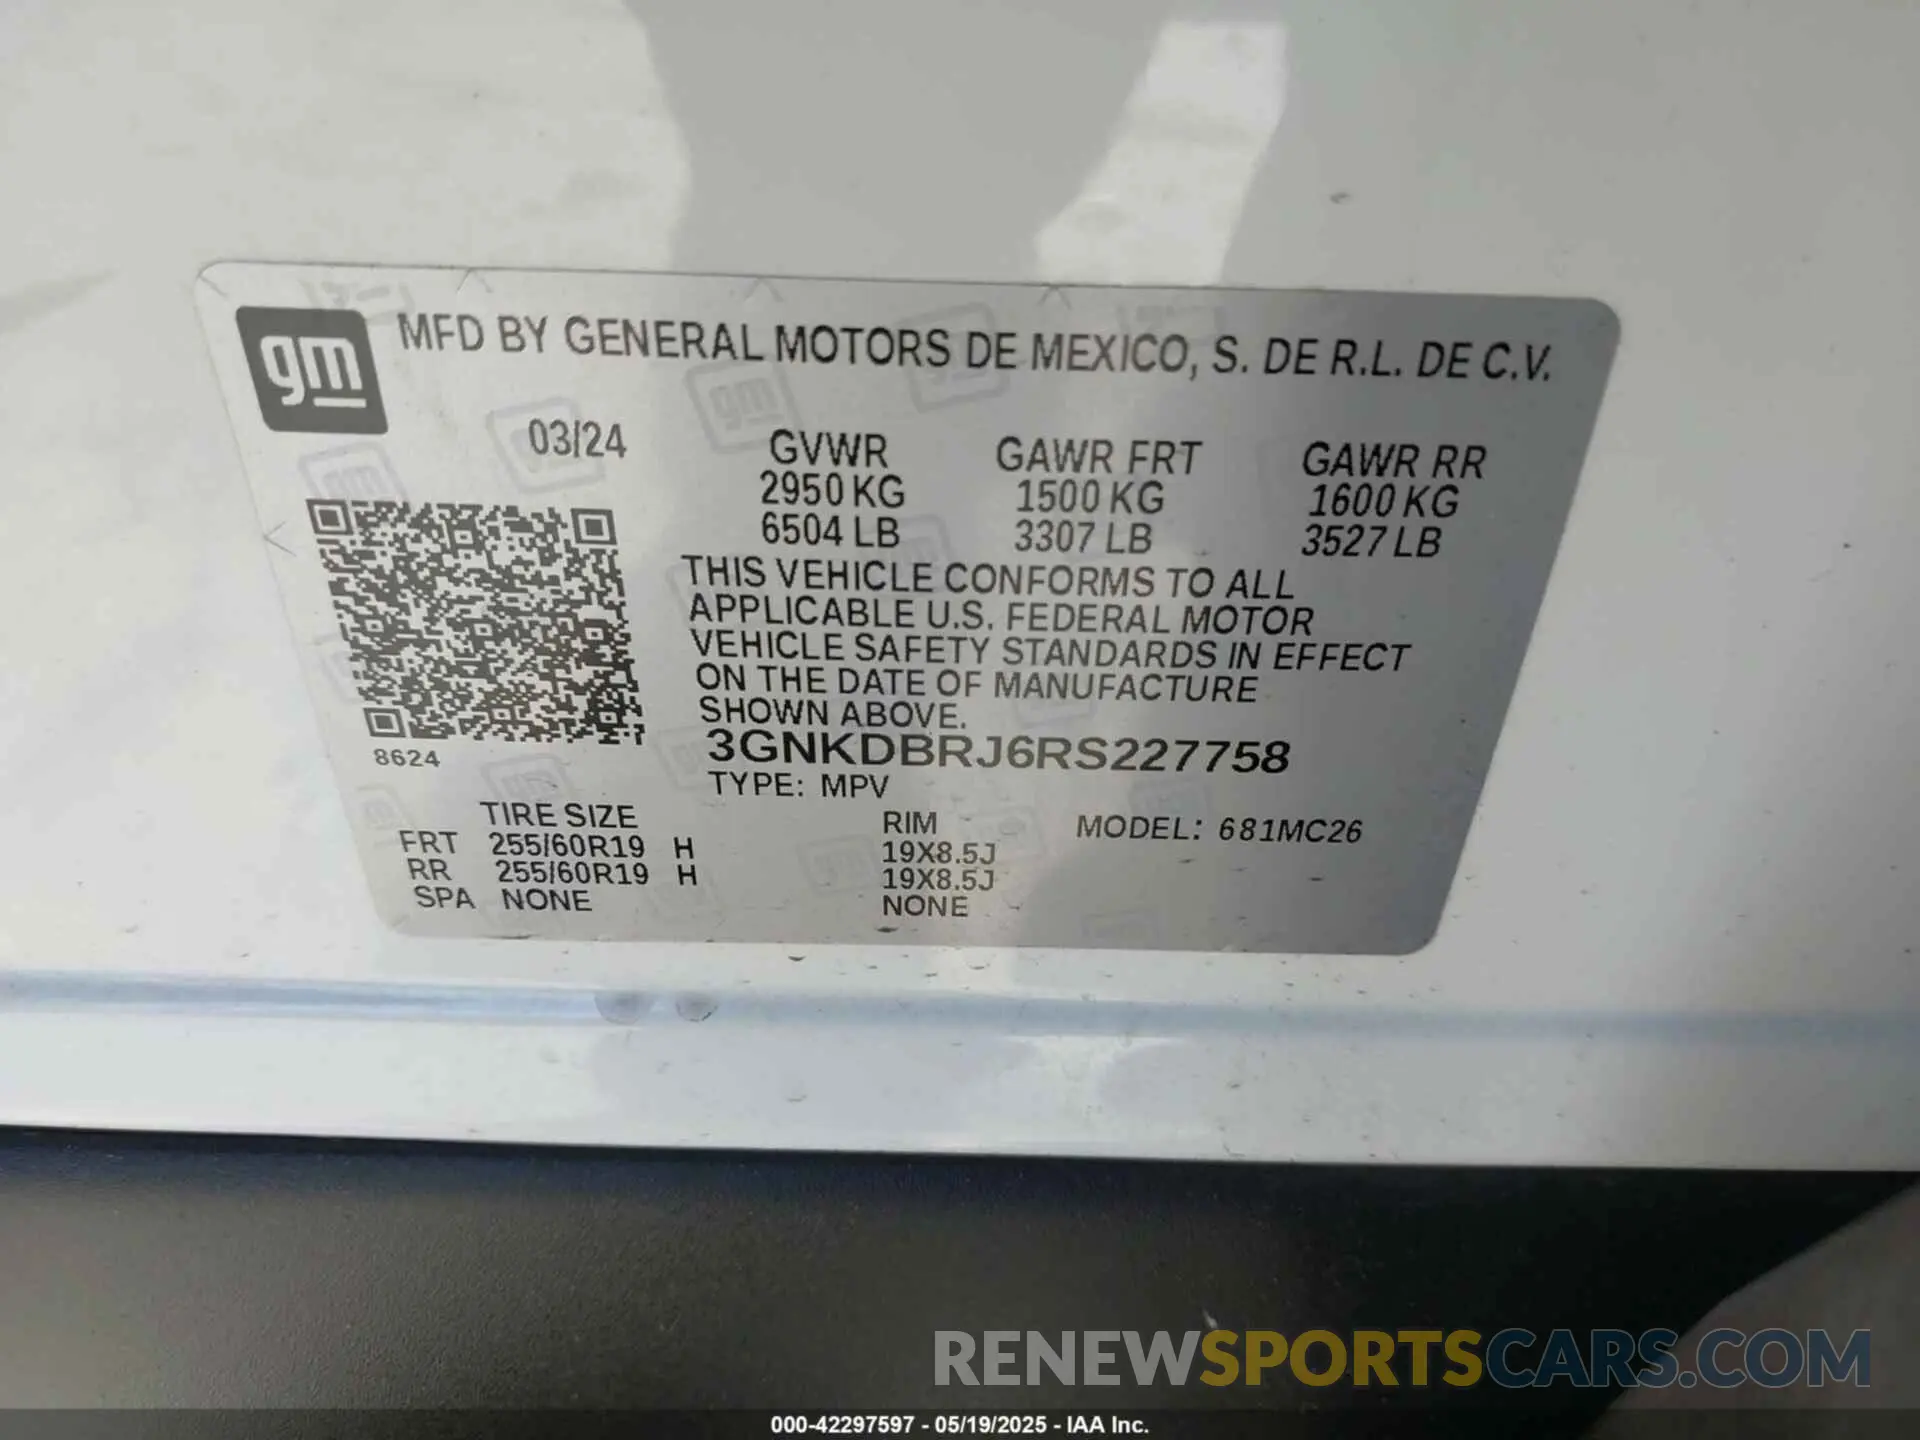 gm MFD BY GENERAL MOTORS DE MEXICO, S. DE R.L. DE C.V.
03/24
GVWR GAWR FRT GAWR RR
2950 KG 1500 KG 1600 KG
6504 LB 3307 LB 3527 LB
THIS VEHICLE CONFORMS TO ALL
APPLICABLE U.S. FEDERAL MOTOR
VEHICLE SAFETY STANDARDS IN EFFECT
ON THE DATE OF MANUFACTURE
SHOWN ABOVE.
3GNKDBRJ6RS227758
8624
TYPE: MPV
TIRE SIZE RIM MODEL: 681MC26
FRT 255/60R19 H 19X8.5J
RR 255/60R19 H 19X8.5J
SPA NONE NONE
RENEWSPORTSCARS.COM
000-42297597 - 05/19/2025 - IAA Inc.